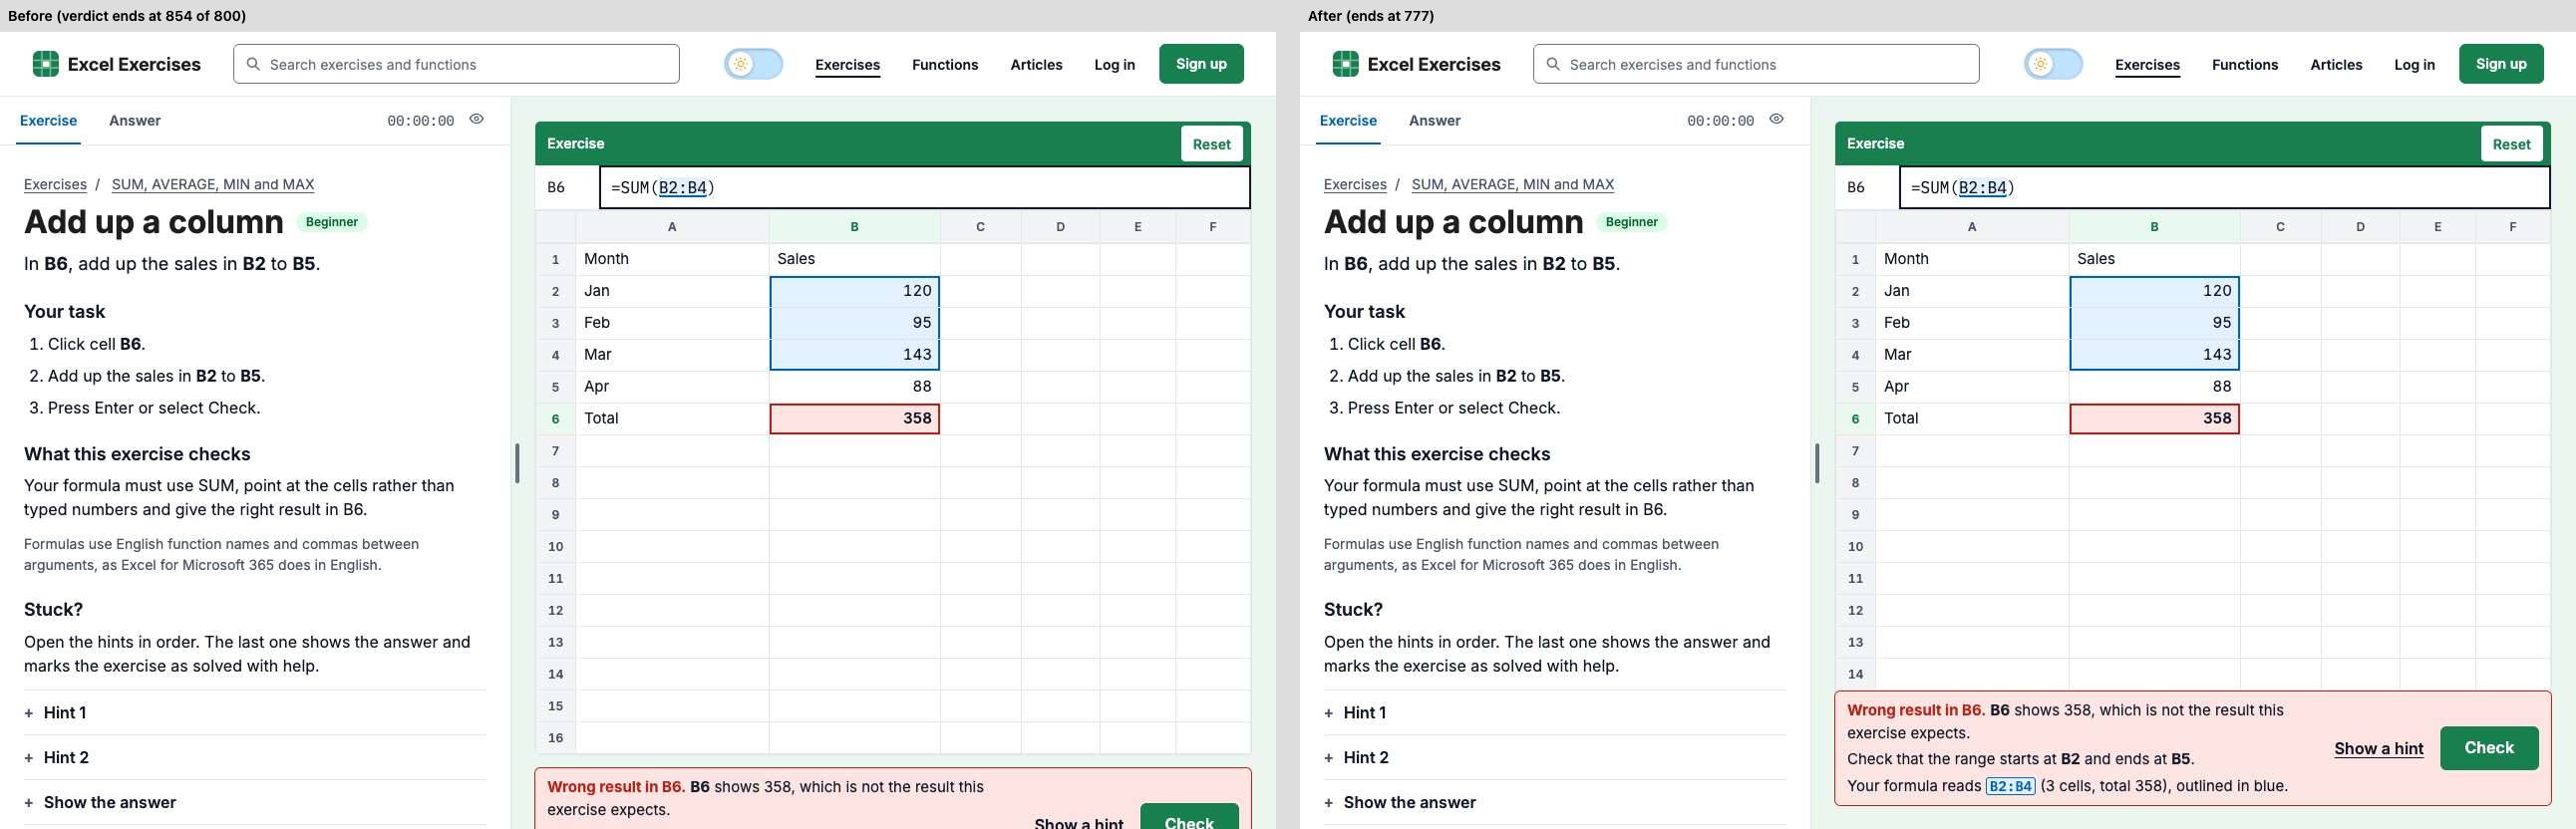 Before (verdict ends at 854 of 800)
Excel Exercises
Search exercises and functions
Exercises
Functions
Articles
Log in
Sign up
Exercise
Answer
00:00:00
Exercises / SUM, AVERAGE, MIN and MAX
Add up a column Beginner
In B6, add up the sales in B2 to B5.
Your task
1. Click cell B6.
2. Add up the sales in B2 to B5.
3. Press Enter or select Check.
What this exercise checks
Your formula must use SUM, point at the cells rather than
typed numbers and give the right result in B6.
Formulas use English function names and commas between
arguments, as Excel for Microsoft 365 does in English.
Stuck?
Open the hints in order. The last one shows the answer and
marks the exercise as solved with help.
+ Hint 1
+ Hint 2
+ Show the answer
Exercise
Reset
B6 =SUM(B2:B4)
A B C D E F
1 Month Sales
2 Jan 120
3 Feb 95
4 Mar 143
5 Apr 88
6 Total 358
7
8
9
10
11
12
13
14
15
16
Wrong result in B6. B6 shows 358, which is not the result this
exercise expects.
Show a hint
Check
After (ends at 777)
Excel Exercises
Search exercises and functions
Exercises
Functions
Articles
Log in
Sign up
Exercise
Answer
00:00:00
Exercises / SUM, AVERAGE, MIN and MAX
Add up a column Beginner
In B6, add up the sales in B2 to B5.
Your task
1. Click cell B6.
2. Add up the sales in B2 to B5.
3. Press Enter or select Check.
What this exercise checks
Your formula must use SUM, point at the cells rather than
typed numbers and give the right result in B6.
Formulas use English function names and commas between
arguments, as Excel for Microsoft 365 does in English.
Stuck?
Open the hints in order. The last one shows the answer and
marks the exercise as solved with help.
+ Hint 1
+ Hint 2
+ Show the answer
Exercise
Reset
B6 =SUM(B2:B4)
A B C D E F
1 Month Sales
2 Jan 120
3 Feb 95
4 Mar 143
5 Apr 88
6 Total 358
7
8
9
10
11
12
13
14
Wrong result in B6. B6 shows 358, which is not the result this
exercise expects.
Check that the range starts at B2 and ends at B5.
Your formula reads B2:B4 (3 cells, total 358), outlined in blue.
Show a hint
Check